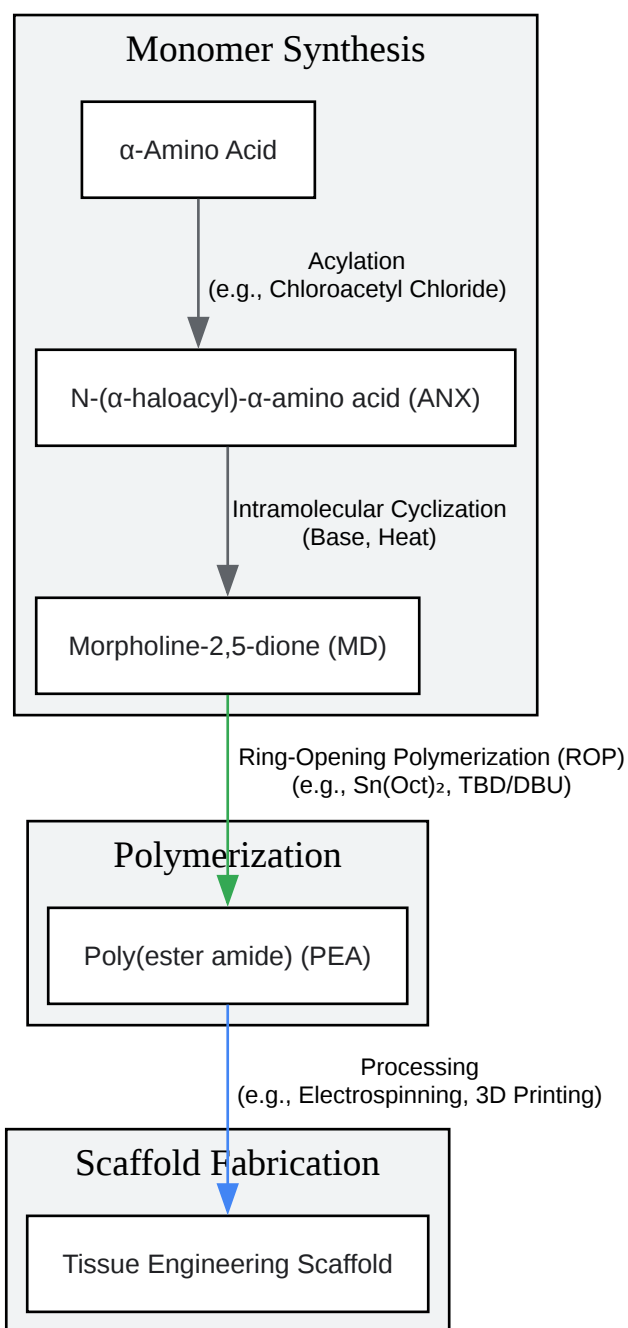 Monomer Synthesis
α-Amino Acid
Acylation
(e.g., Chloroacetyl Chloride)
N-(α-haloacyl)-α-amino acid (ANX)
Intramolecular Cyclization
(Base, Heat)
Morpholine-2,5-dione (MD)
Ring-Opening Polymerization (ROP)
(e.g., Sn(Oct)₂, TBD/DBU)
Polymerization
Poly(ester amide) (PEA)
Processing
(e.g., Electrospinning, 3D Printing)
Scaffold Fabrication
Tissue Engineering Scaffold